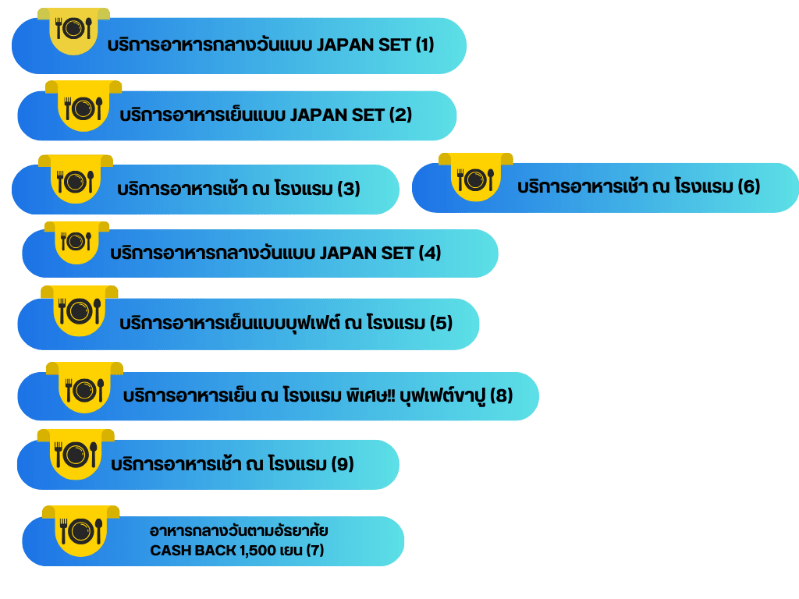 บริการอาหารกลางวันแบบ JAPAN SET (1)
บริการอาหารเย็นแบบ JAPAN SET (2)
บริการอาหารเช้า ณ โรงแรม (3)
บริการอาหารเช้า ณ โรงแรม (6)
บริการอาหารกลางวันแบบ JAPAN SET (4)
บริการอาหารเย็นแบบบุฟเฟต์ ณ โรงแรม (5)
บริการอาหารเย็น ณ โรงแรม พิเศษ!! บุฟเฟต์ขาปู (8)
บริการอาหารเช้า ณ โรงแรม (9)
อาหารกลางวันตามอัธยาศัย
CASH BACK 1,500 เยน (7)